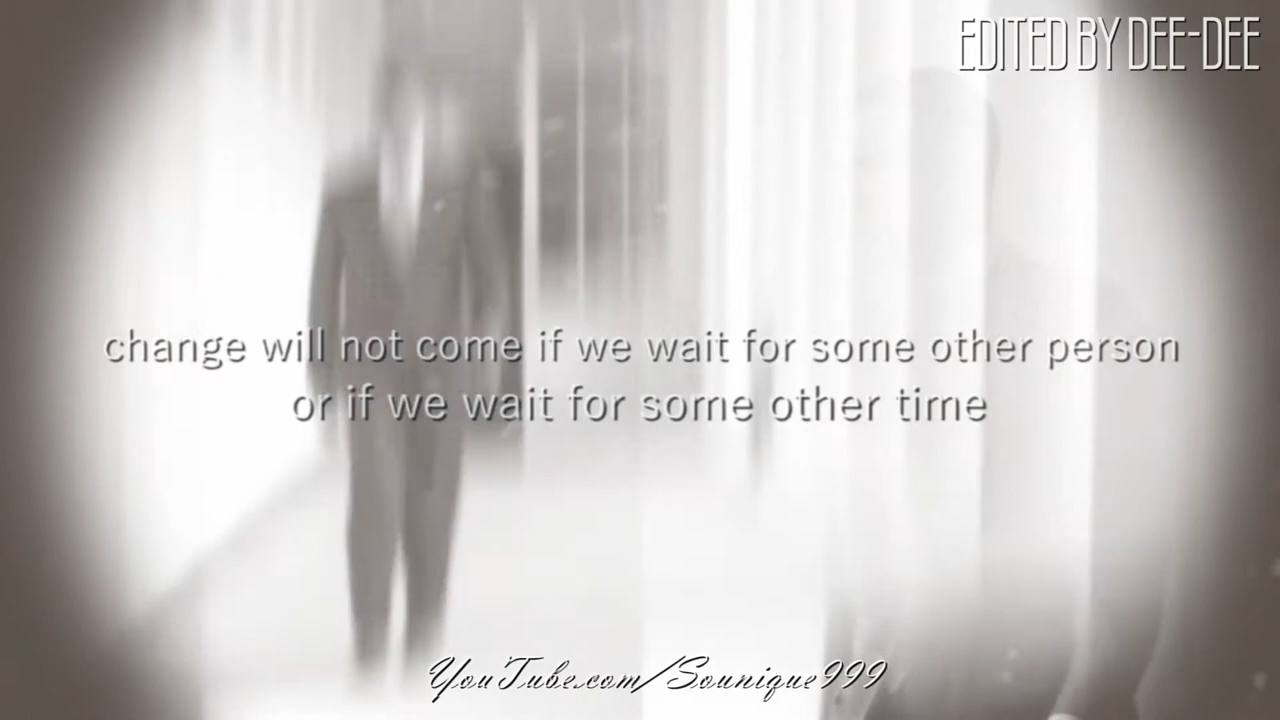 EDITED BY DEE-DEE
change will not come if we wait for some other person
or if we wait for some other time
YouTube.com/Sounique999